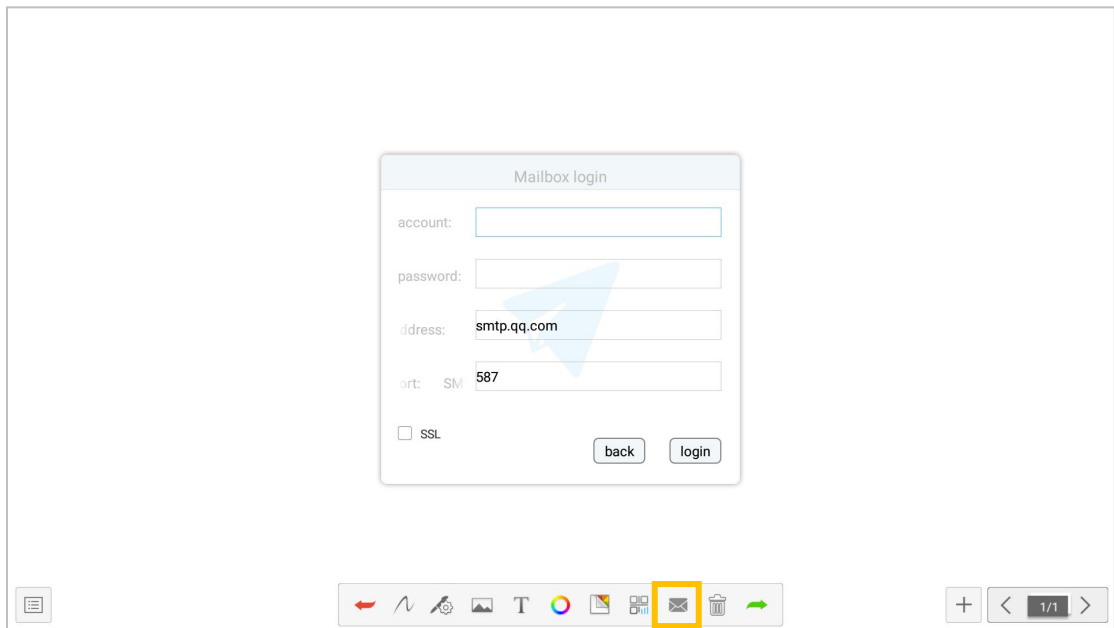 Mailbox login
account:
password:
ddress: smtp.qq.com
ort: SM 587
SSL
back login
T
1/1